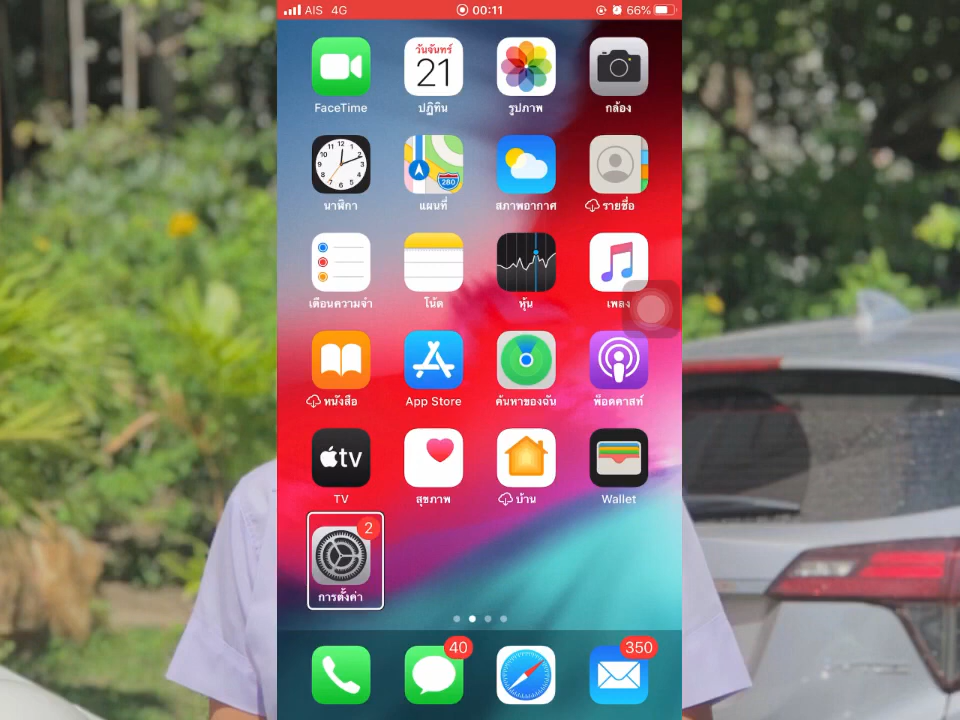 AIS 4G 00:11 66%
วันจันทร์
21
FaceTime ปฏิทิน รูปภาพ กล้อง
280
นาฬิกา แผนที่ สภาพอากาศ รายชื่อ
เตือนความจำ โน้ต หุ้น เพลง
หนังสือ App Store ค้นหาของฉัน พ็อดคาสท์
tv
TV สุขภาพ บ้าน Wallet
2
การตั้งค่า
40 350